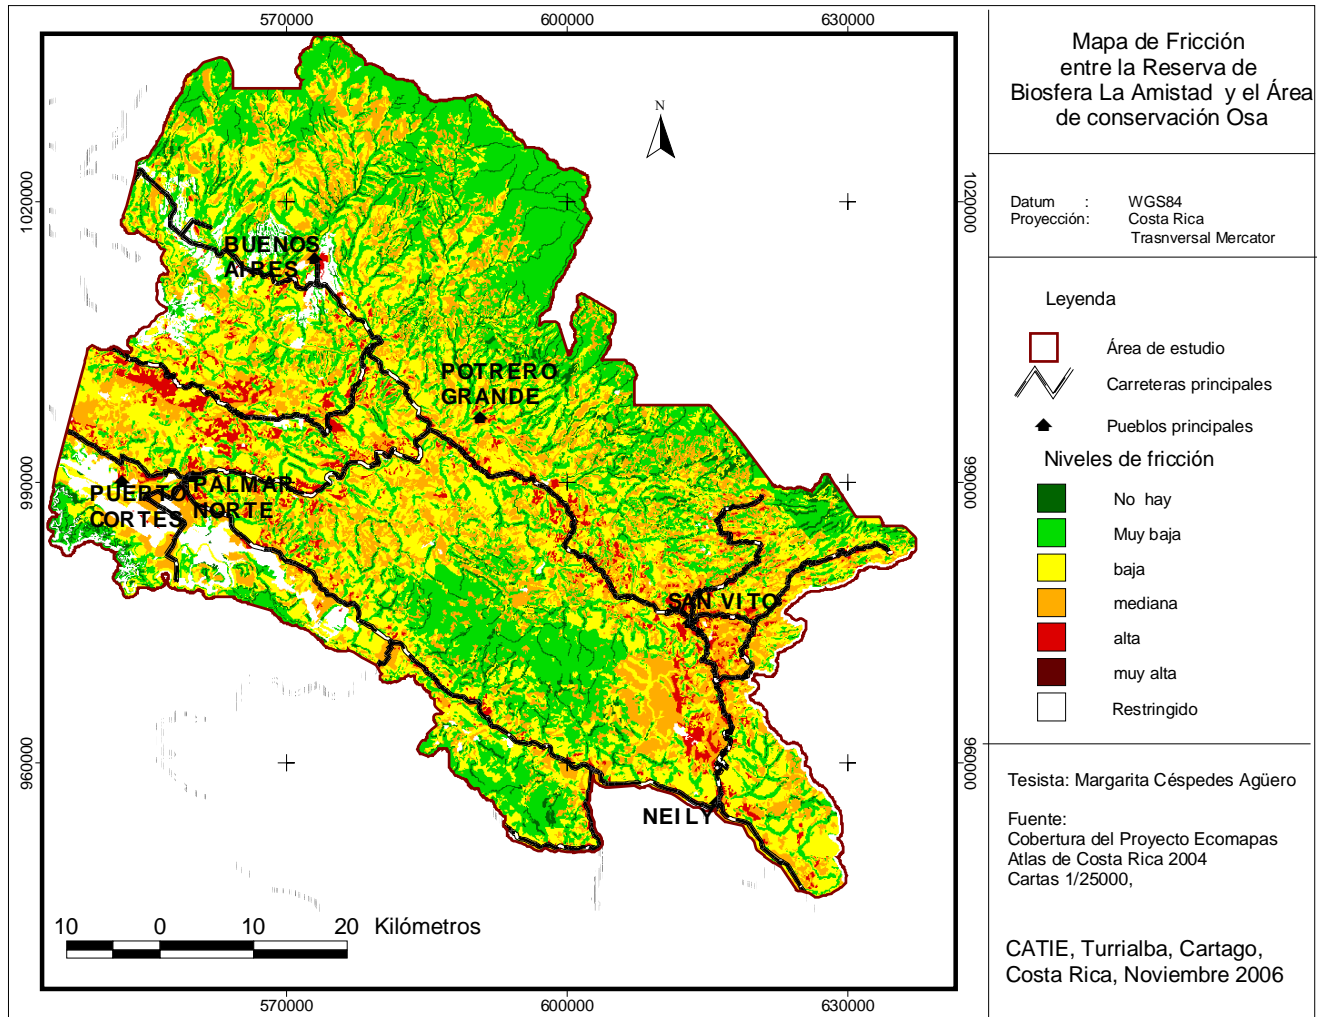 570000
600000
630000
1020000
990000
960000
1020000
990000
960000
N
BUENOS
AIRES
POTRERO
GRANDE
PUERTO
CORTES
PALMAR
NORTE
SAN VITO
NEILY
10 0 10 20 Kilómetros
570000
600000
630000
Mapa de Fricción
entre la Reserva de
Biosfera La Amistad y el Área
de conservación Osa
Datum : WGS84
Proyección: Costa Rica
Trasnversal Mercator
Leyenda
Área de estudio
Carreteras principales
Pueblos principales
Niveles de fricción
No hay
Muy baja
baja
mediana
alta
muy alta
Restringido
Tesista: Margarita Céspedes Agüero
Fuente:
Cobertura del Proyecto Ecomapas
Atlas de Costa Rica 2004
Cartas 1/25000,
CATIE, Turrialba, Cartago,
Costa Rica, Noviembre 2006